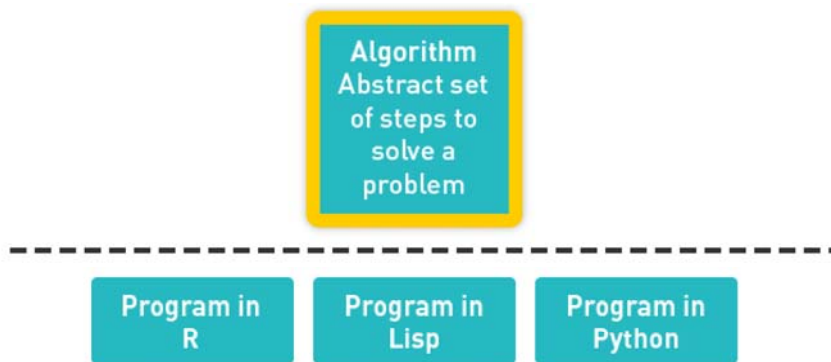 Algorithm
Abstract set
of steps to
solve a
problem
Program in
R
Program in
Lisp
Program in
Python